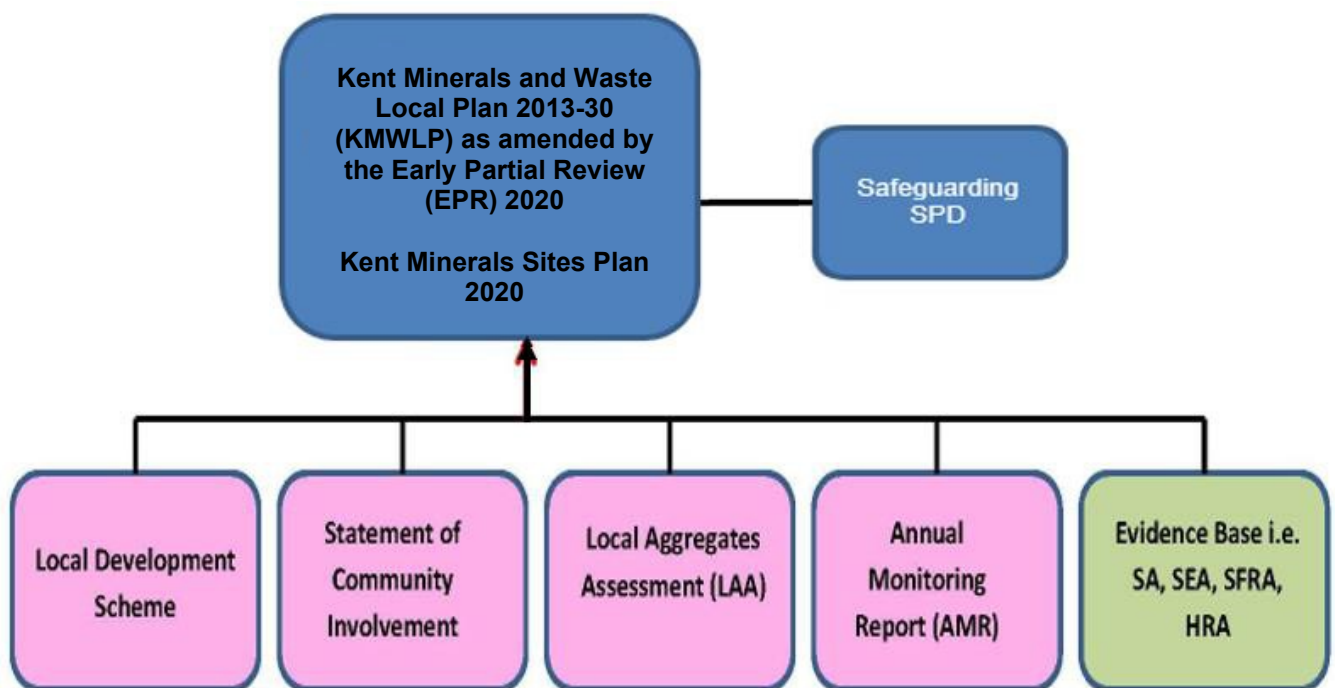 Kent Minerals and Waste
Local Plan 2013-30
(KMWLP) as amended by
the Early Partial Review
(EPR) 2020
Kent Minerals Sites Plan
2020
Safeguarding
SPD
Local Development
Scheme
Statement of
Community
Involvement
Local Aggregates
Assessment (LAA)
Annual
Monitoring
Report (AMR)
Evidence Base i.e.
SA, SEA, SFRA,
HRA